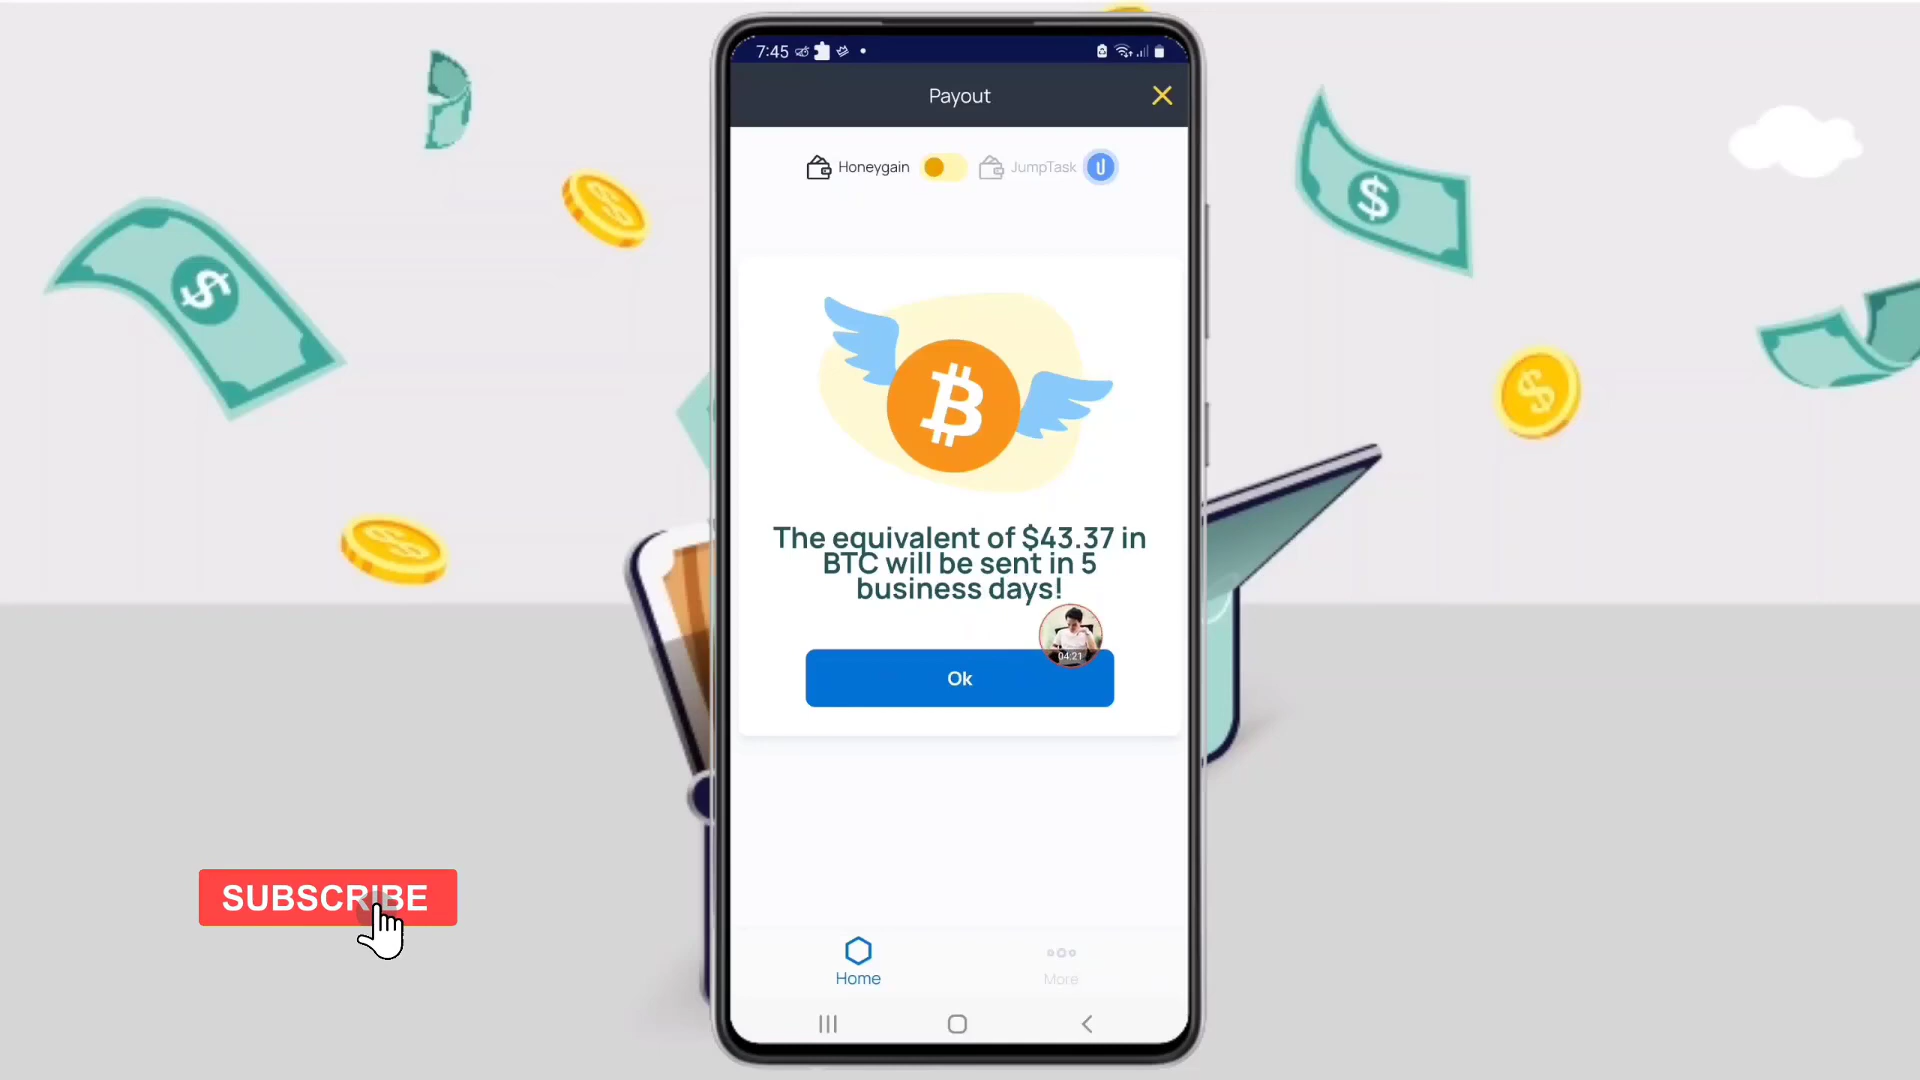 7:45
Payout
Honeygain
JumpTask
The equivalent of $43.37 in
BTC will be sent in 5
business days!
04:21
Ok
SUBSCRIBE
Home
More